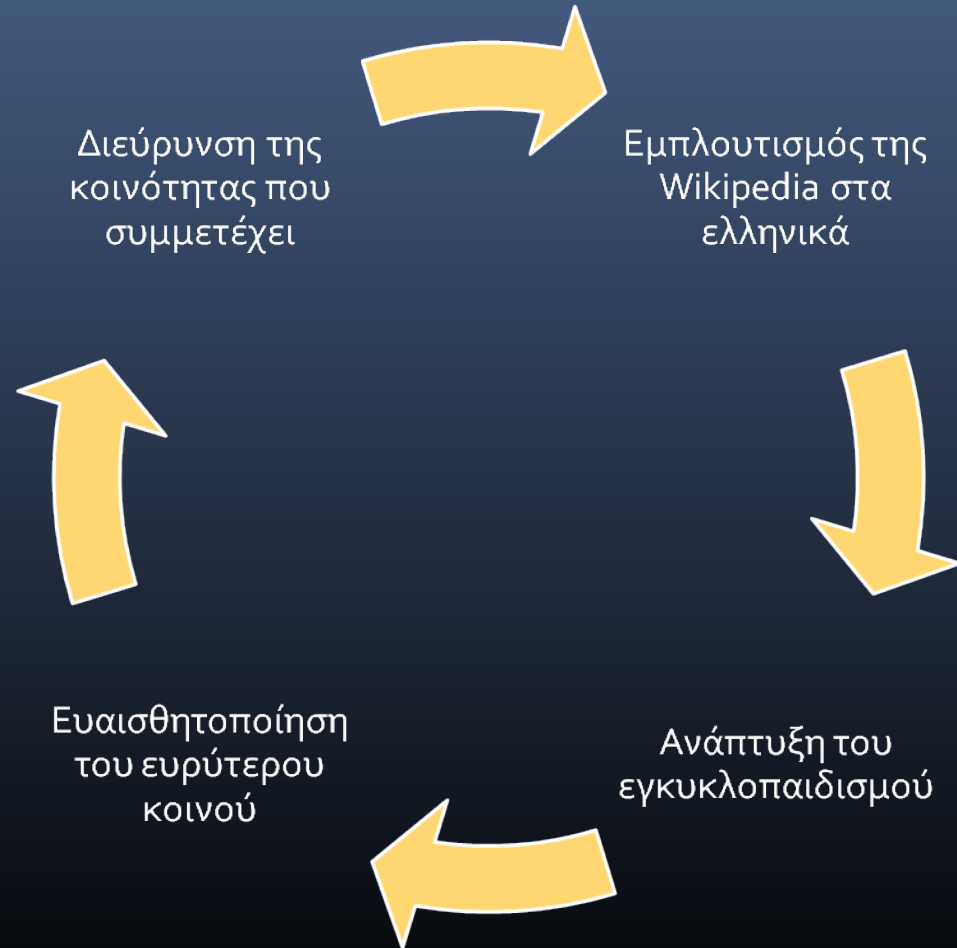 Διεύρυνση της
κοινότητας που
συμμετέχει
Εμπλουτισμός της
Wikipedia στα
ελληνικά
Ευαισθητοποίηση
του ευρύτερου
κοινού
Ανάπτυξη του
εγκυκλοπαιδισμού